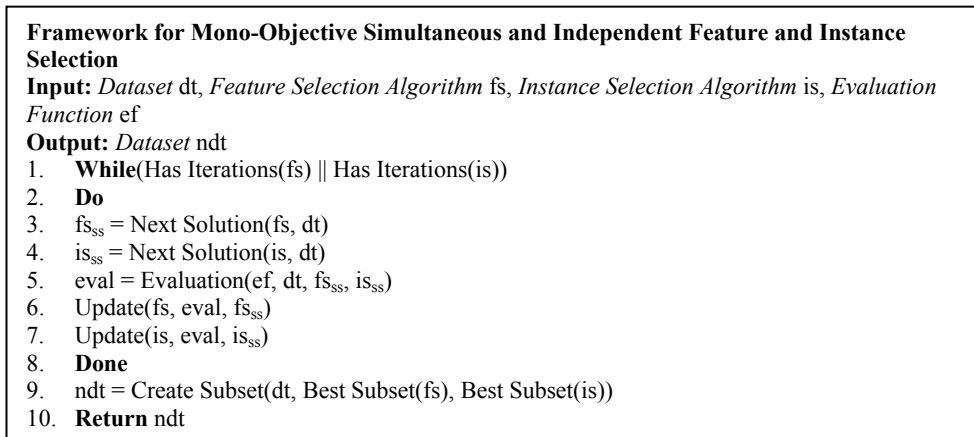 Framework for Mono-Objective Simultaneous and Independent Feature and Instance
Selection
Input: Dataset dt, Feature Selection Algorithm fs, Instance Selection Algorithm is, Evaluation
Function ef
Output: Dataset ndt
1. While(Has Iterations(fs) || Has Iterations(is))
2. Do
3. fsss = Next Solution(fs, dt)
4. isss = Next Solution(is, dt)
5. eval = Evaluation(ef, dt, fsss, isss)
6. Update(fs, eval, fsss)
7. Update(is, eval, isss)
8. Done
9. ndt = Create Subset(dt, Best Subset(fs), Best Subset(is))
10. Return ndt